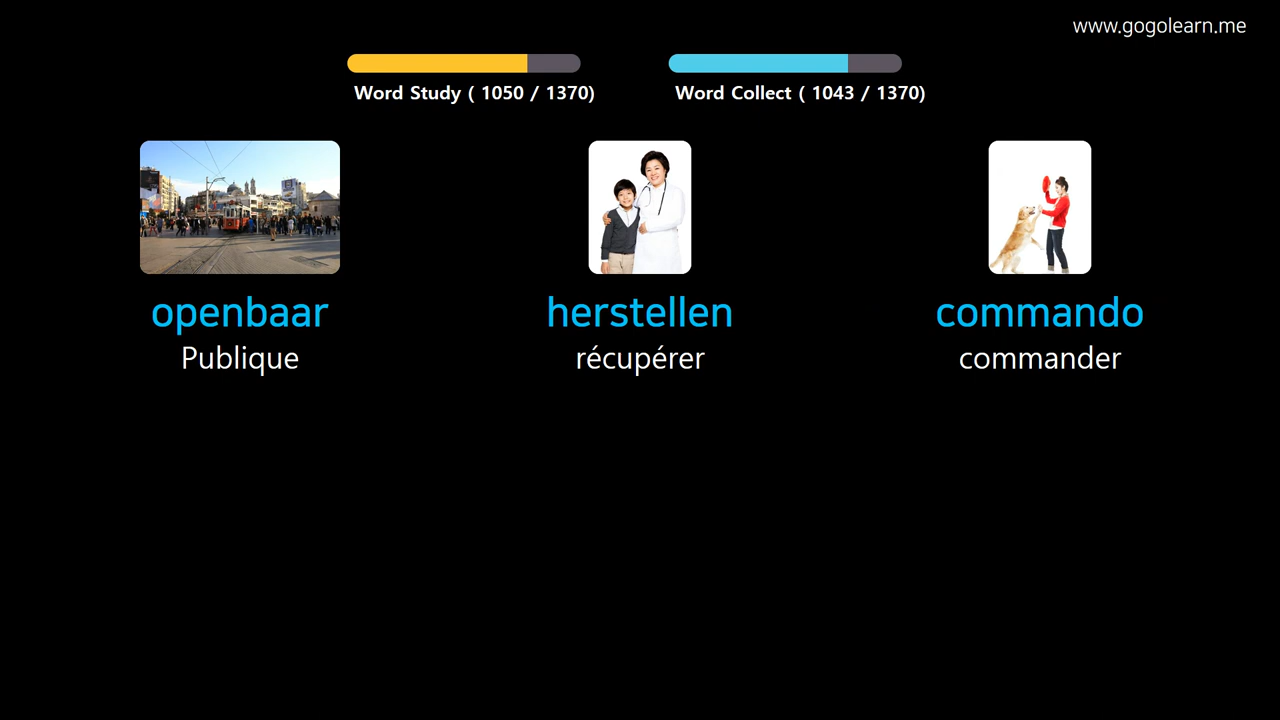 www.gogolearn.me
Word Study ( 1050 / 1370)
Word Collect ( 1043 / 1370)
openbaar
herstellen
commando
Publique
récupérer
commander